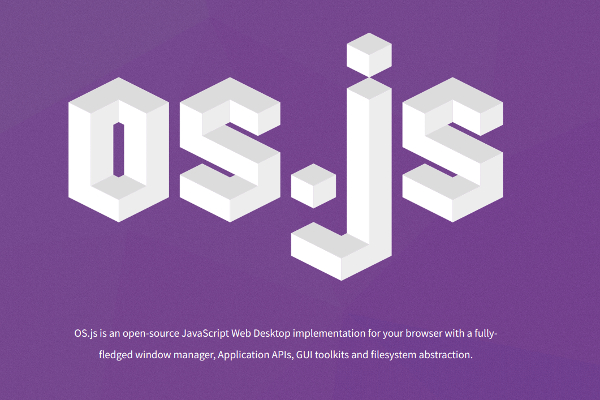 OS.js
OS.js is an open-source JavaScript Web Desktop implementation for your browser with a fully-
fledged window manager, Application APIs, GUI toolkits and filesystem abstraction.